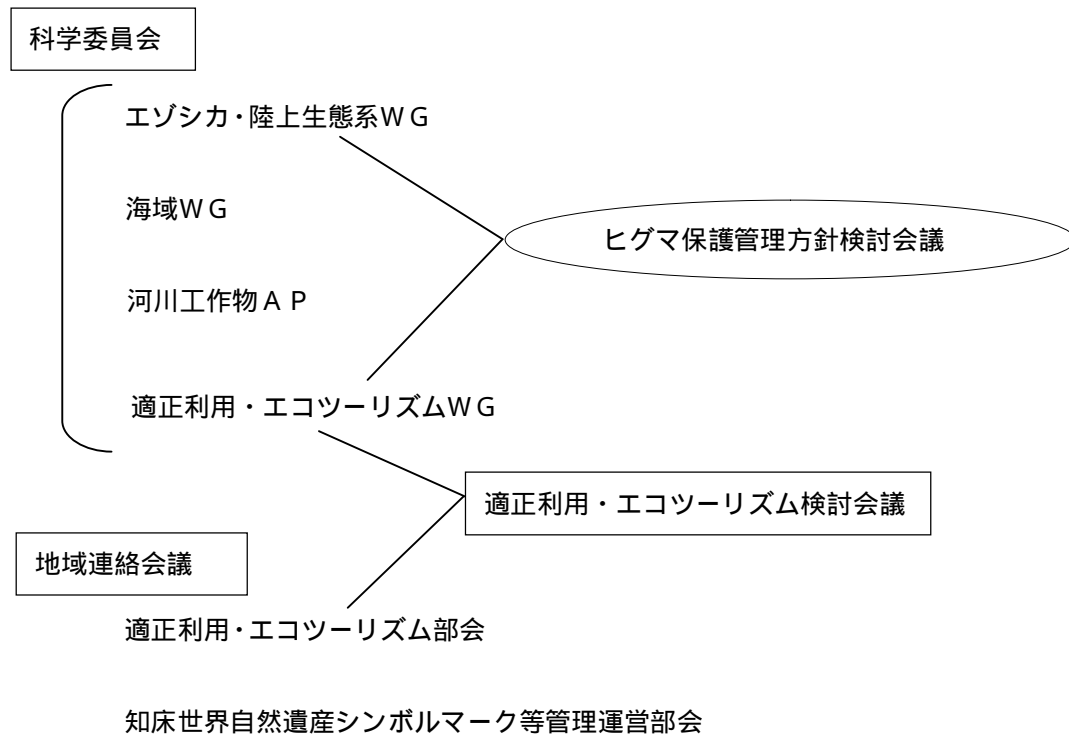 科学委員会
エゾシカ・陸上生態系ＷＧ
海域ＷＧ
ヒグマ保護管理方針検討会議
河川工作物ＡＰ
適正利用・エコツーリズムＷＧ
適正利用・エコツーリズム検討会議
地域連絡会議
適正利用・エコツーリズム部会
知床世界自然遺産シンボルマーク等管理運営部会